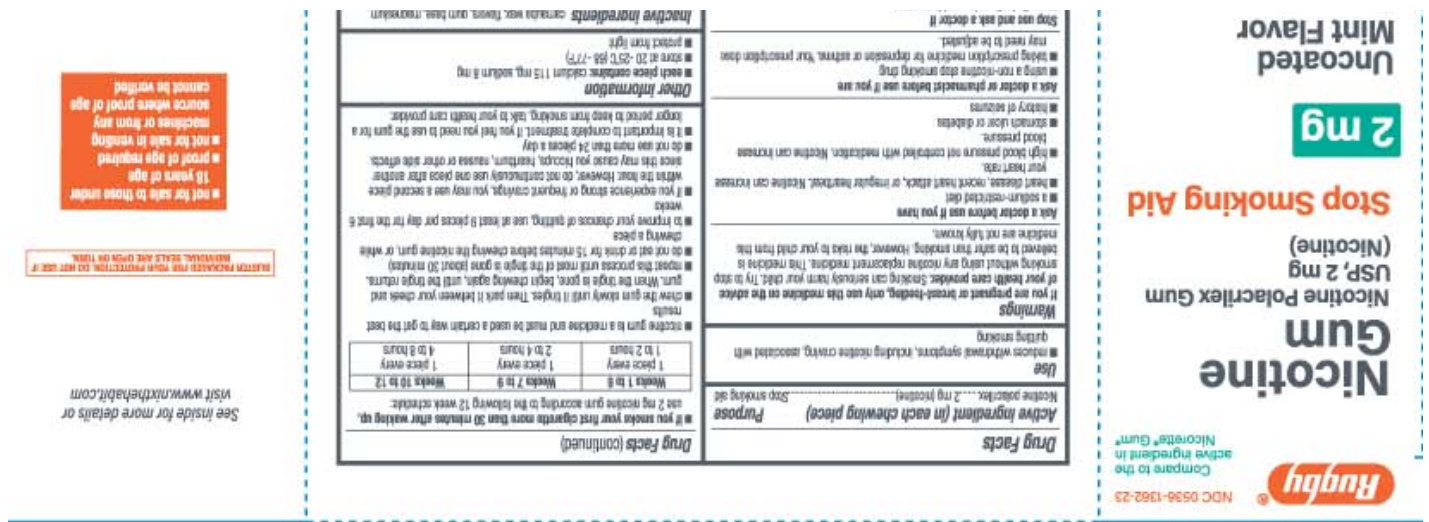 NDC 0536-1362-23
Rugby®
Compare to the
active ingredient in
Nicorette® Gum*
Nicotine
Gum
Nicotine Polacrilex Gum
USP, 2 mg
(Nicotine)
Stop Smoking Aid
2 mg
Uncoated
Mint Flavor
Drug Facts
Active ingredient (in each chewing piece) Purpose
Nicotine polacrilex.....2 mg (nicotine)..................Stop smoking aid
Use
■ reduces withdrawal symptoms, including nicotine craving, associated with
quitting smoking
Warnings
If you are pregnant or breast-feeding, only use this medicine on the advice
of your health care provider. Smoking can seriously harm your child. Try to stop
smoking without using any nicotine replacement medicine. This medicine is
believed to be safer than smoking. However, the risks to your child from this
medicine are not fully known.
Ask a doctor before use if you have
■ a sodium-restricted diet
■ heart disease, recent heart attack, or irregular heartbeat. Nicotine can increase
your heart rate.
■ high blood pressure not controlled with medication. Nicotine can increase
blood pressure.
■ stomach ulcer or diabetes
■ history of seizures
Ask a doctor or pharmacist before use if you are
■ using a non-nicotine stop smoking drug
■ taking prescription medicine for depression or asthma. Your prescription dose
may need to be adjusted.
Stop use and ask a doctor if
Drug Facts (continued)
■ if you smoke your first cigarette more than 30 minutes after waking up,
use 2 mg nicotine gum according to the following 12 week schedule:
Weeks 1 to 6 Weeks 7 to 9 Weeks 10 to 12
1 piece every 1 piece every 1 piece every
1 to 2 hours 2 to 4 hours 4 to 8 hours
■ nicotine gum is a medicine and must be used a certain way to get the best
results
■ chew the gum slowly until it tingles. Then park it between your cheek and
gum. When the tingle is gone, begin chewing again, until the tingle returns.
■ repeat this process until most of the tingle is gone (about 30 minutes)
■ do not eat or drink for 15 minutes before chewing the nicotine gum, or while
chewing a piece
■ to improve your chances of quitting, use at least 9 pieces per day for the first 6
weeks
■ if you experience strong or frequent cravings, you may use a second piece
within the hour. However, do not continuously use one piece after another
since this may cause you hiccups, heartburn, nausea or other side effects.
■ do not use more than 24 pieces a day
■ it is important to complete treatment. If you feel you need to use the gum for a
longer period to keep from smoking, talk to your health care provider.
Other information
■ each piece contains: calcium 115 mg, sodium 8 mg
■ store at 20 -25°C (68 -77°F)
■ protect from light
Inactive ingredients carnauba wax, flavors, gum base, magnesium
See inside for more details or
visit www.nixthehabit.com
BLISTER PACKAGED FOR YOUR PROTECTION. DO NOT USE IF
INDIVIDUAL SEALS ARE OPEN OR TORN.
■ not for sale to those under
18 years of age
■ proof of age required
■ not for sale in vending
machines or from any
source where proof of age
cannot be verified